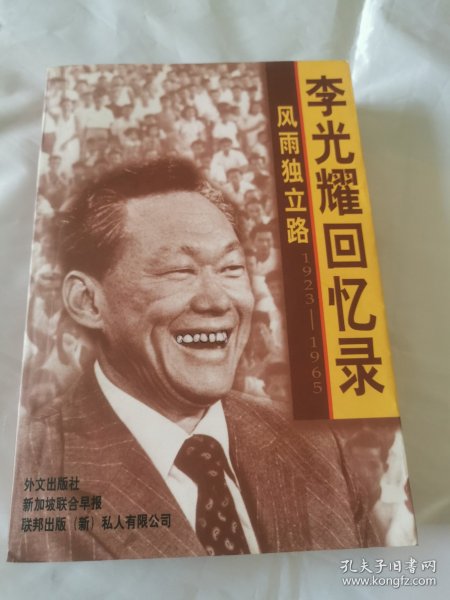 李光耀回忆录
风雨独立路
1923—1965
外文出版社
新加坡联合早报
联邦出版（新）私人有限公司
孔夫子旧书网
www.kongfz.com